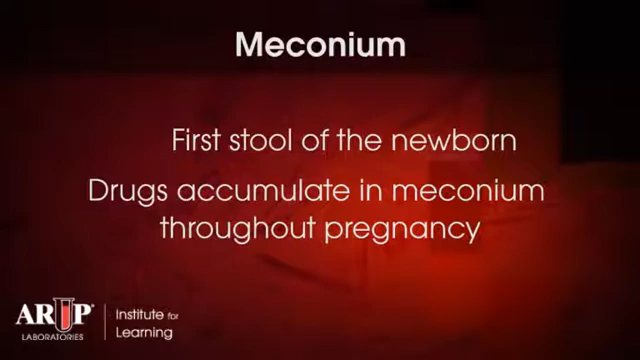 Meconium
First stool of the newborn
Drugs accumulate in meconium
throughout pregnancy
ARUP®
LABORATORIES
Institute for
Learning